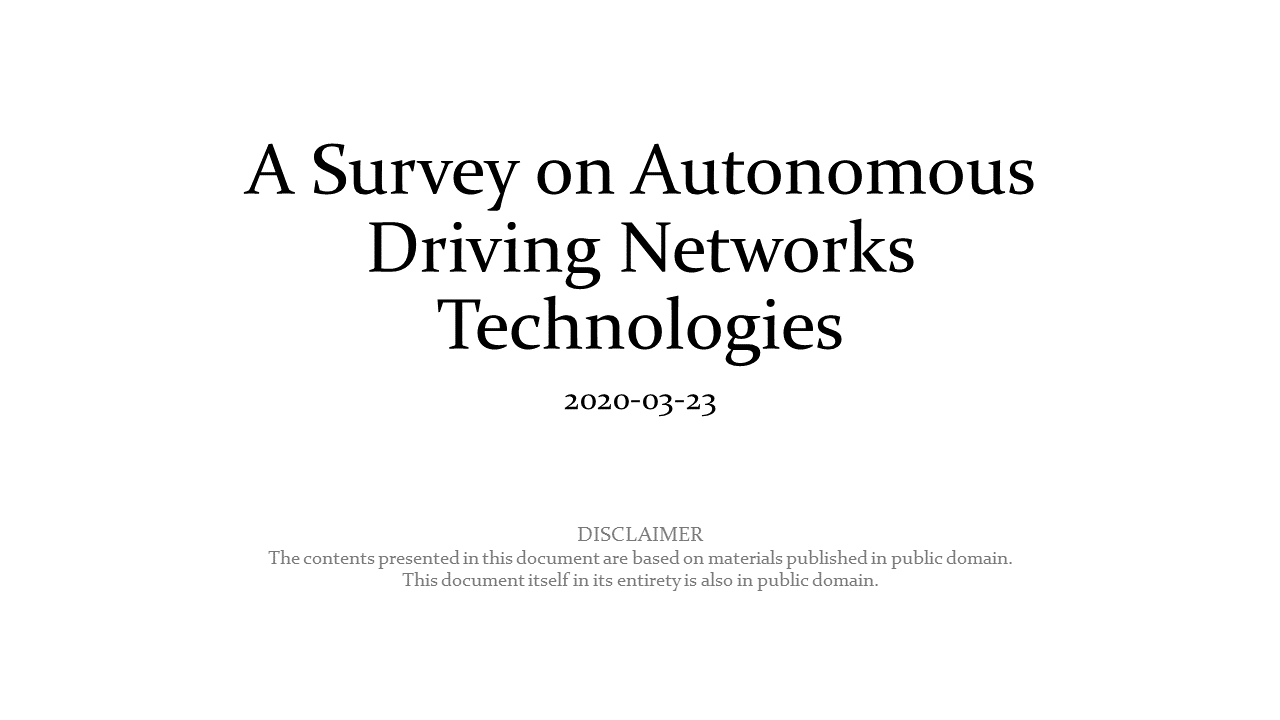 A Survey on Autonomous
Driving Networks
Technologies
2020-03-23
DISCLAIMER
The contents presented in this document are based on materials published in public domain.
This document itself in its entirety is also in public domain.